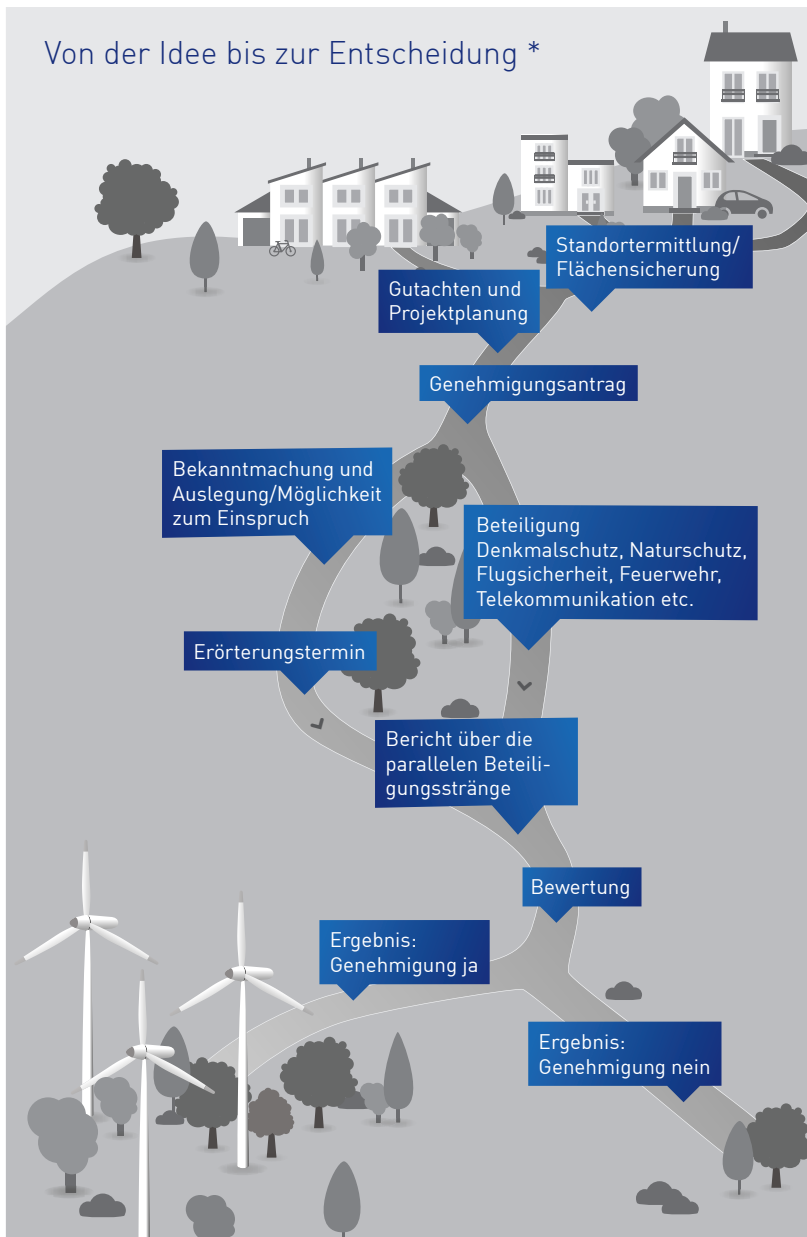 Von der Idee bis zur Entscheidung *
Standortermittlung/
Flächensicherung
Gutachten und
Projektplanung
Genehmigungsantrag
Bekanntmachung und
Auslegung/Möglichkeit
zum Einspruch
Beteiligung
Denkmalschutz, Naturschutz,
Flugsicherheit, Feuerwehr,
Telekommunikation etc.
Erörterungstermin
Bericht über die
parallelen Beteili-
gungsstränge
Bewertung
Ergebnis:
Genehmigung ja
Ergebnis:
Genehmigung nein